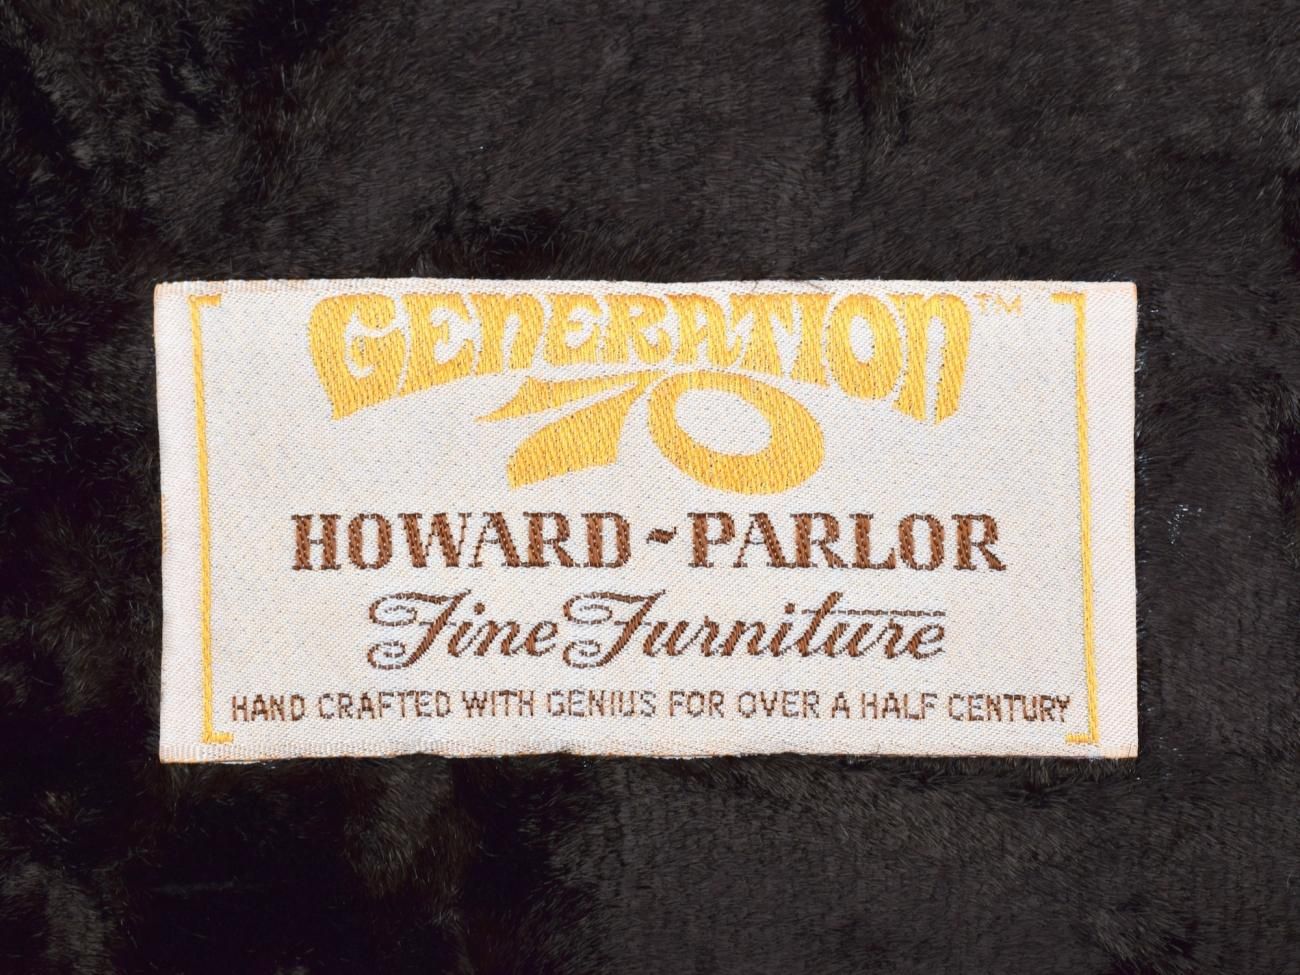 GENERATION™
70
HOWARD~PARLOR
Fine Furniture
HAND CRAFTED WITH GENIUS FOR OVER A HALF CENTURY